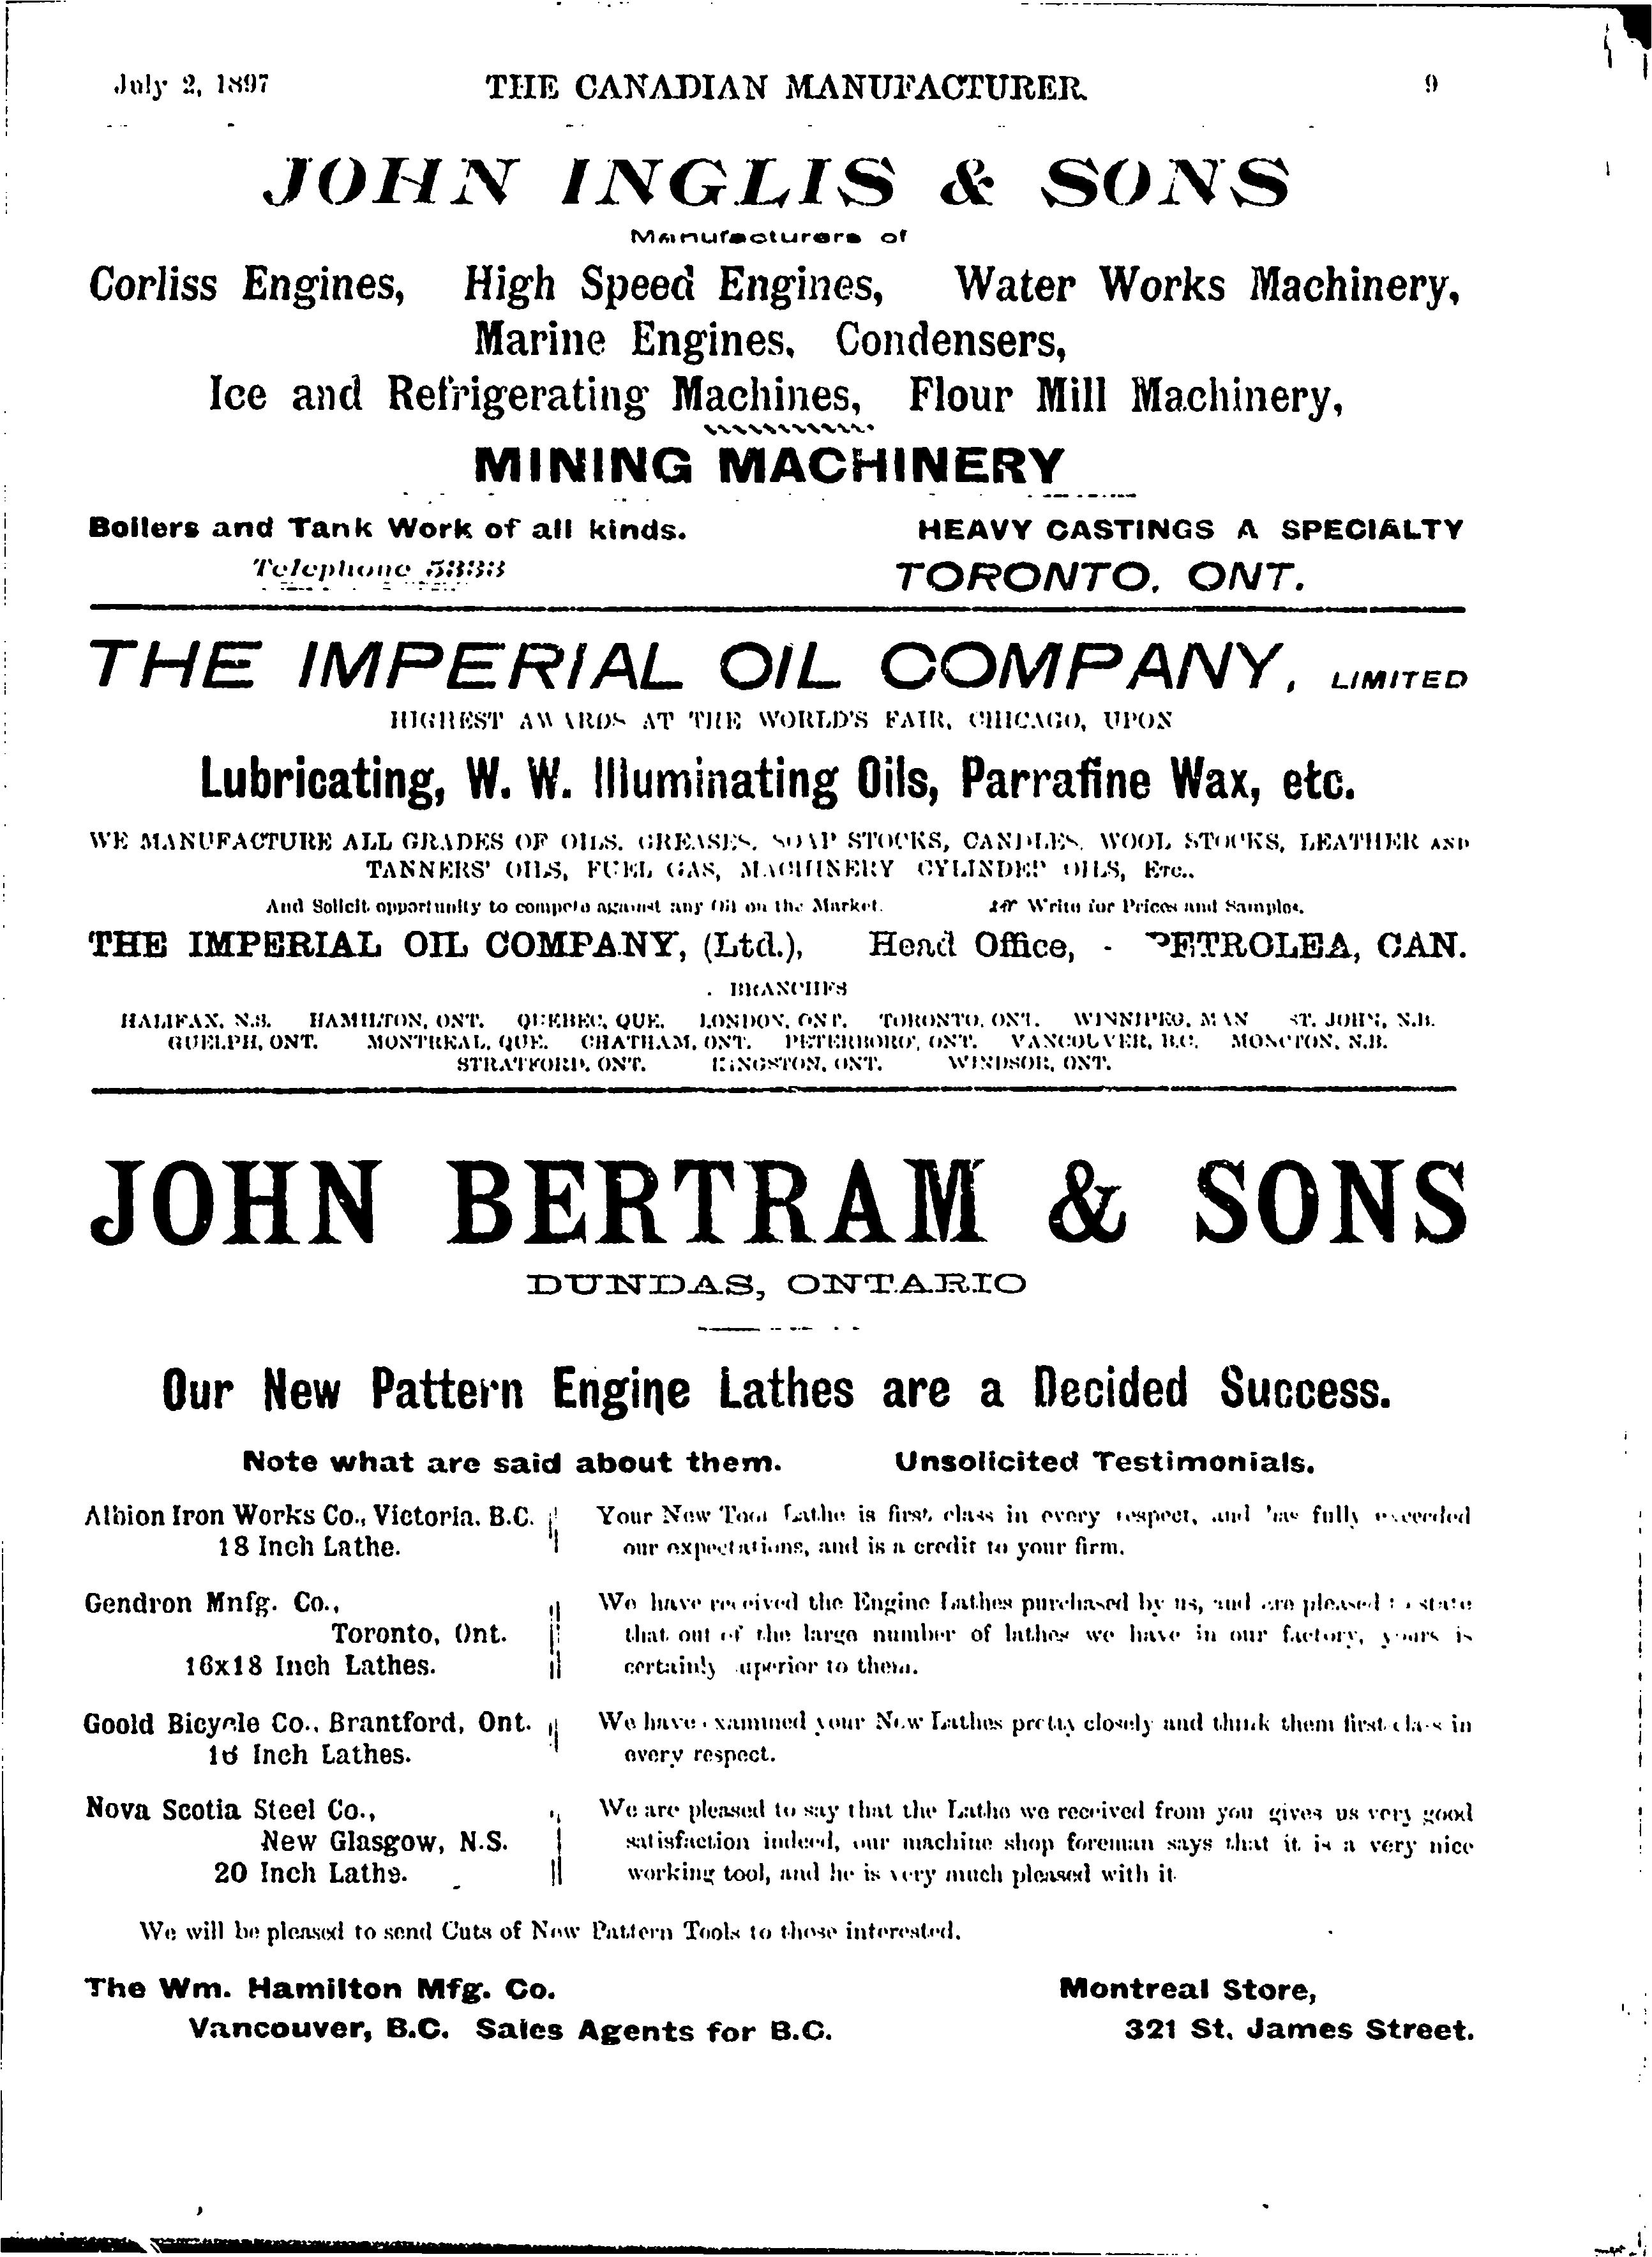 July 2, 1897 THE CANADIAN MANUFACTURER. 9
JOHN INGLIS & SONS
Manufacturers of
Corliss Engines, High Speed Engines, Water Works Machinery,
Marine Engines, Condensers,
Ice and Refrigerating Machines, Flour Mill Machinery,
MINING MACHINERY
Boilers and Tank Work of all kinds. HEAVY CASTINGS A SPECIALTY
Telephone 5333 TORONTO, ONT.
THE IMPERIAL OIL COMPANY, LIMITED
HIGHEST AWARDS AT THE WORLD'S FAIR, CHICAGO, UPON
Lubricating, W. W. Illuminating Oils, Parrafine Wax, etc.
WE MANUFACTURE ALL GRADES OF OILS, GREASES, SOAP STOCKS, CANDLES, WOOL STOCKS, LEATHER AND
TANNERS' OILS, FUEL GAS, MACHINERY CYLINDER OILS, ETC..
And Solicit opportunity to compete against any Oil on the Market. Write for Prices and Samples.
THE IMPERIAL OIL COMPANY, (Ltd.), Head Office, - PETROLEA, CAN.
BRANCHES
HALIFAX, N.S. HAMILTON, ONT. QUEBEC, QUE. LONDON, ONT. TORONTO, ONT. WINNIPEG, MAN ST. JOHN, N.B.
GUELPH, ONT. MONTREAL, QUE. CHATHAM, ONT. PETERBORO', ONT. VANCOUVER, B.C. MONCTON, N.B.
STRATFORD, ONT. KINGSTON, ONT. WINDSOR, ONT.
JOHN BERTRAM & SONS
DUNDAS, ONTARIO
Our New Pattern Engine Lathes are a Decided Success.
Note what are said about them. Unsolicited Testimonials.
Albion Iron Works Co., Victoria, B.C.
18 Inch Lathe.
Your New Tool Lathe is first class in every respect, and has fully exceeded
our expectations, and is a credit to your firm.
Gendron Mnfg. Co.,
Toronto, Ont.
16x18 Inch Lathes.
We have received the Engine Lathes purchased by us, and are pleased to state
that out of the large number of lathes we have in our factory, yours is
certainly superior to them.
Goold Bicycle Co., Brantford, Ont.
Inch Lathes.
We have examined your New Lathes pretty closely and think them first class in
every respect.
Nova Scotia Steel Co.,
New Glasgow, N.S.
20 Inch Lathe.
We are pleased to say that the Lathe we received from you gives us very good
satisfaction indeed, our machine shop foreman says that it is a very nice
working tool, and he is very much pleased with it
We will be pleased to send Cuts of New Pattern Tools to those interested.
The Wm. Hamilton Mfg. Co. Montreal Store,
Vancouver, B.C. Sales Agents for B.C. 321 St. James Street.